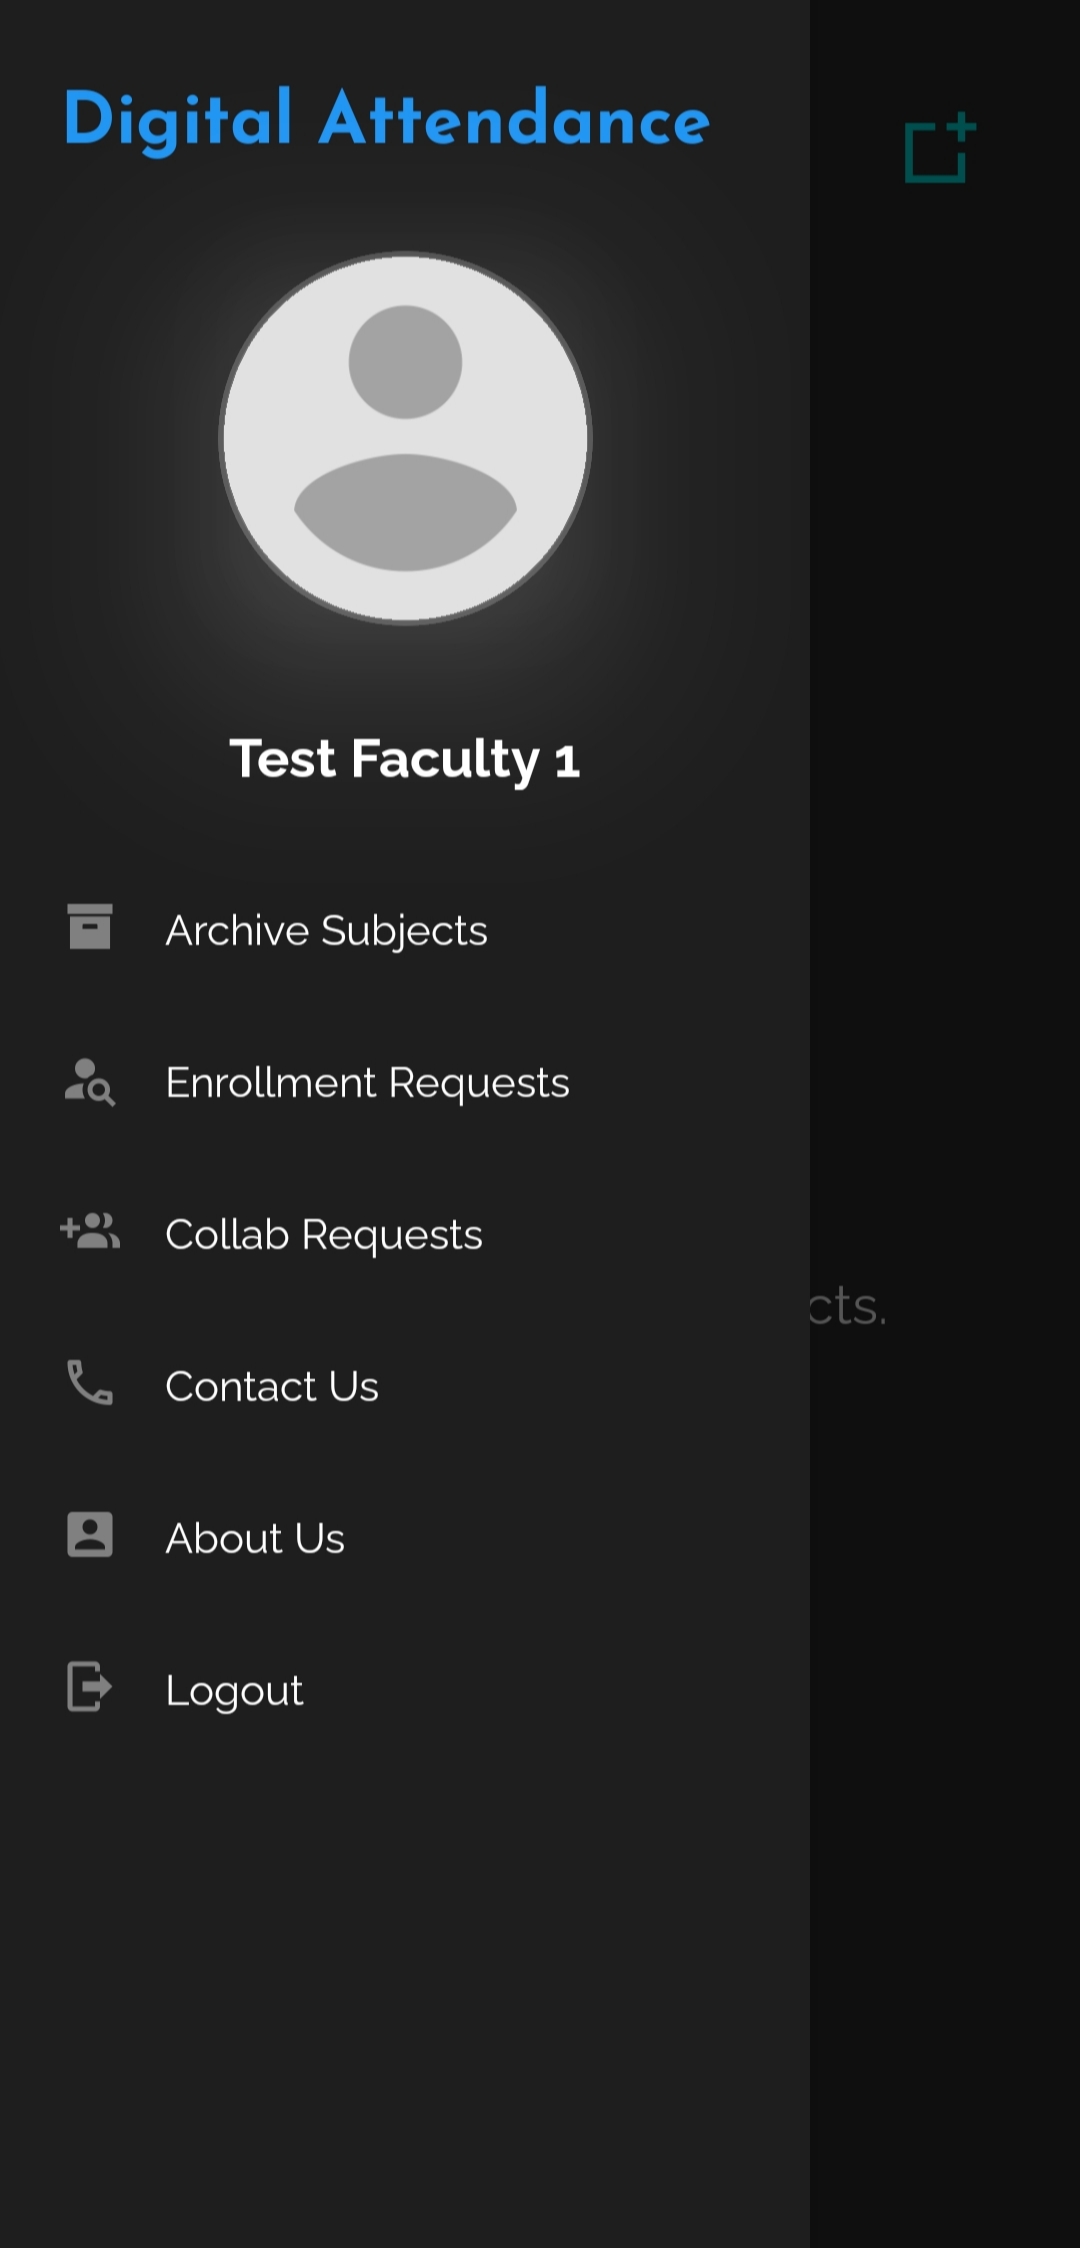 Digital Attendance
Test Faculty 1
Archive Subjects
Enrollment Requests
Collab Requests
cts.
Contact Us
About Us
Logout